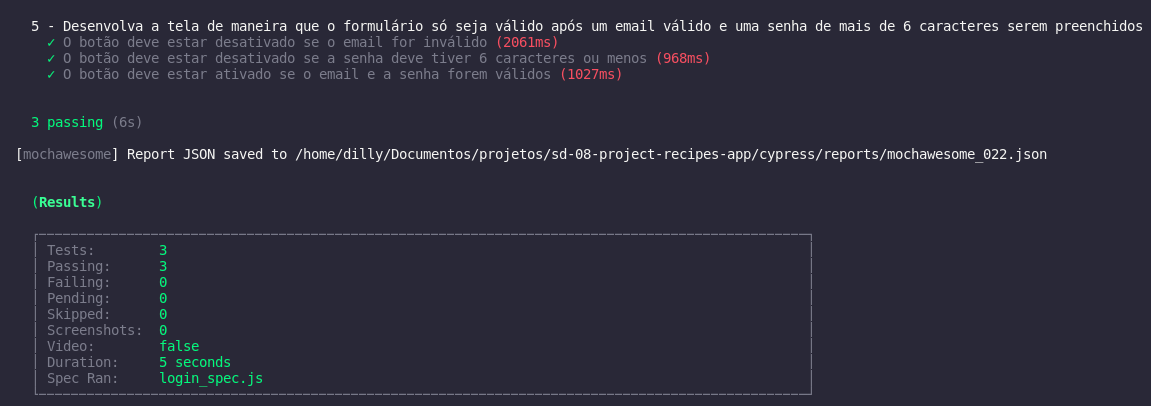 5 - Desenvolva a tela de maneira que o formulário só seja válido após um email válido e uma senha de mais de 6 caracteres serem preenchidos
✓ O botão deve estar desativado se o email for inválido (2061ms)
✓ O botão deve estar desativado se a senha deve tiver 6 caracteres ou menos (968ms)
✓ O botão deve estar ativado se o email e a senha forem válidos (1027ms)
3 passing (6s)
[mochawesome] Report JSON saved to /home/dilly/Documentos/projetos/sd-08-project-recipes-app/cypress/reports/mochawesome_022.json
(Results)
Tests: 3
Passing: 3
Failing: 0
Pending: 0
Skipped: 0
Screenshots: 0
Video: false
Duration: 5 seconds
Spec Ran: login_spec.js